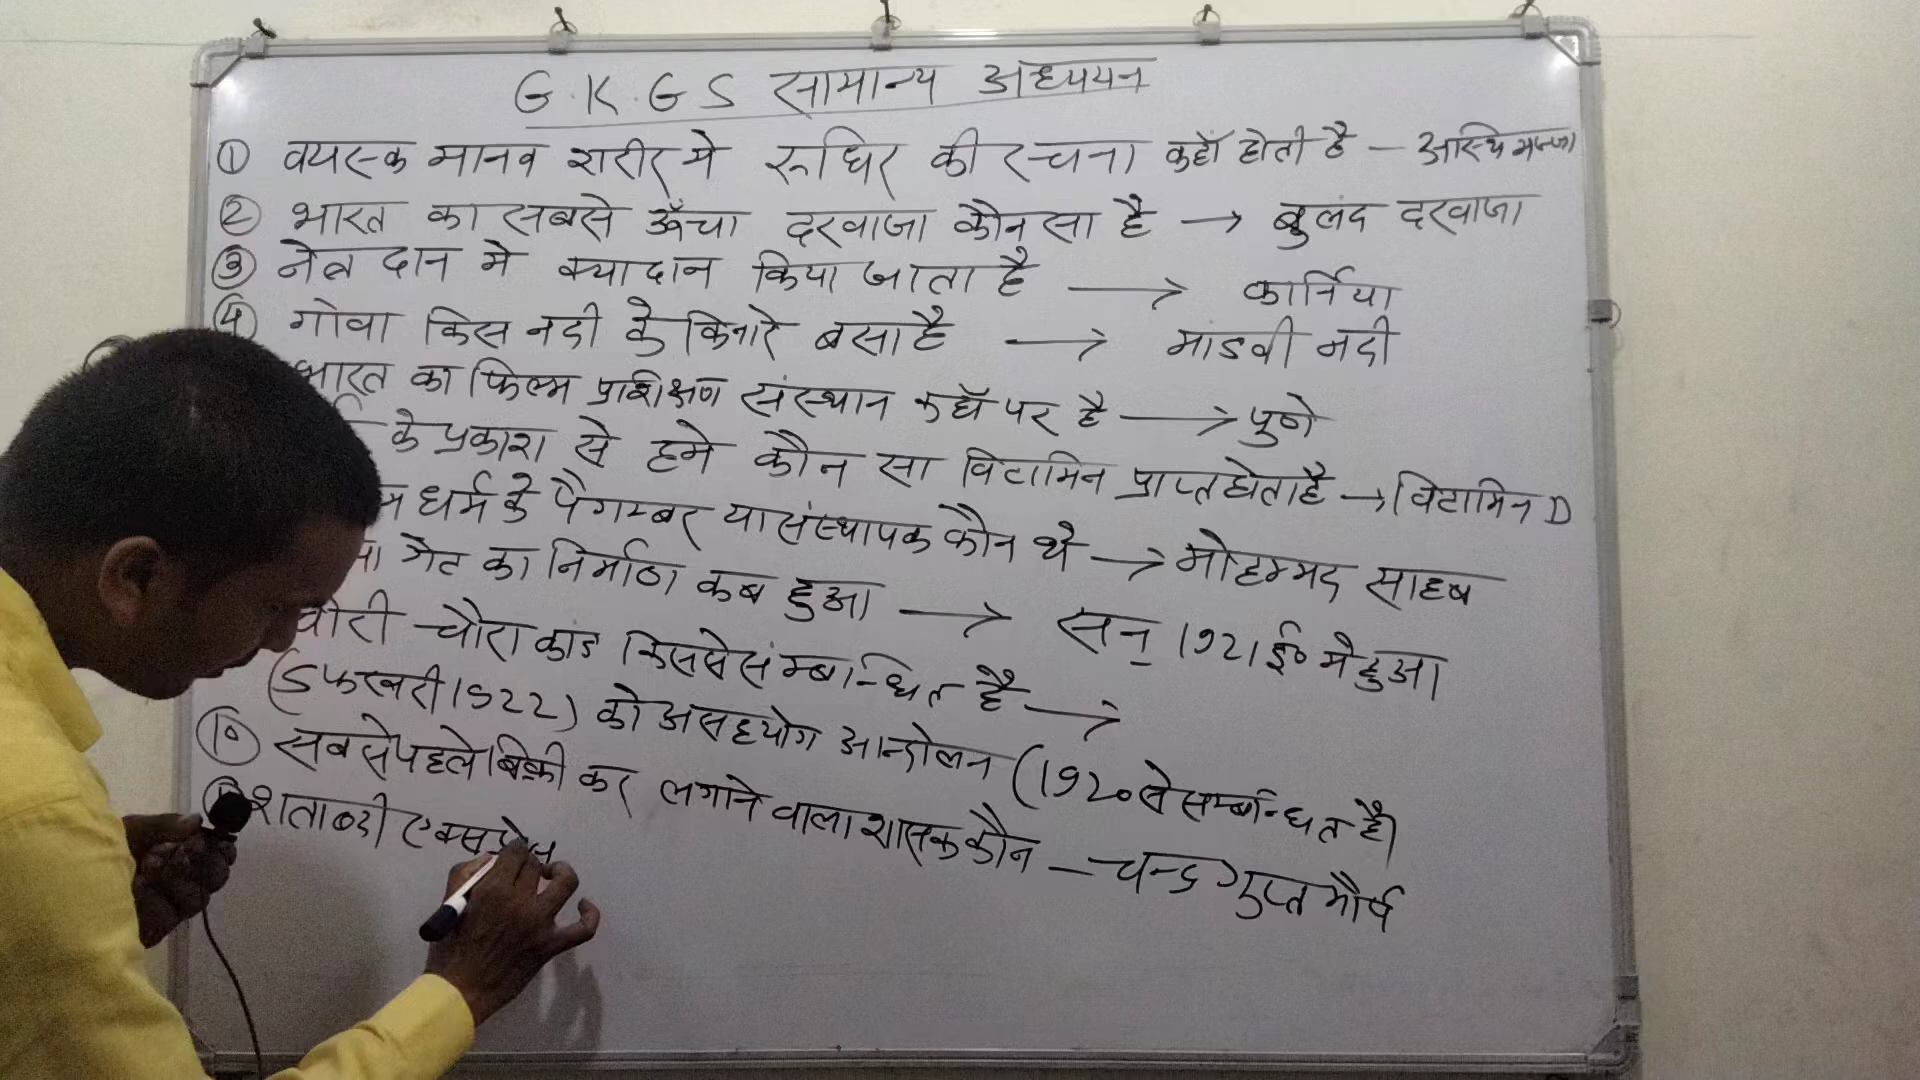 G.K.G S सामान्य अध्ययन
① वयस्क मानव शरीर मे रूधिर की रचना कहाँ होती है – अस्थि मज्जा
② भारत का सबसे ऊँचा दरवाजा कौन सा है → बुलंद दरवाजा
③ नेत्र दान मे क्या दान किया जाता है → कार्निया
④ गोवा किस नदी के किनारे बसा है → मांडवी नदी
भारत का फिल्म प्रशिक्षण संस्थान कहाँ पर है → पुणे
के प्रकाश से हमे कौन सा विटामिन प्राप्त होता है → विटामिन D
धर्म के पैगम्बर या संस्थापक कौन थे → मोहम्मद साहब
गेट का निर्माण कब हुआ → सन् 1921 ई० मे हुआ
चौरी चौरा कांड किससे सम्बन्धित है →
(5 फरवरी 1922) को असहयोग आन्दोलन (1920 से सम्बन्धित है)
⑩ सबसे पहले बिक्री कर लगाने वाला शासक कौन – चन्द्रगुप्त मौर्य
शताब्दी एक्सप्रेस